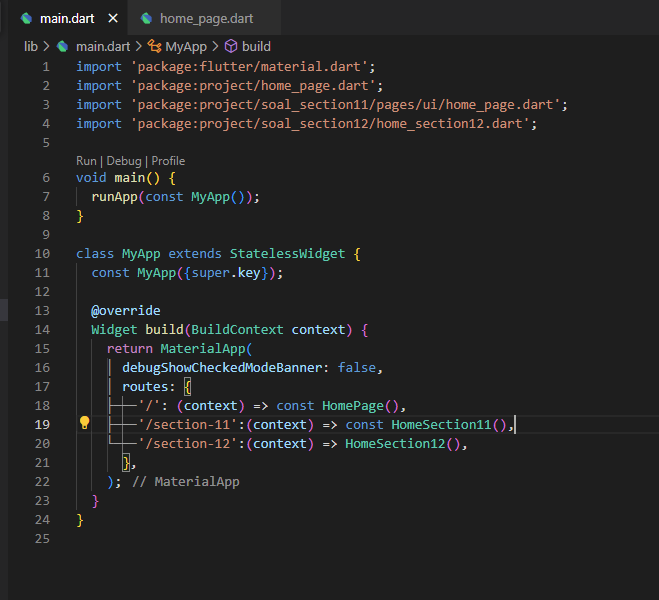 main.dart × home_page.dart
lib > main.dart > MyApp > build
1 import 'package:flutter/material.dart';
2 import 'package:project/home_page.dart';
3 import 'package:project/soal_section11/pages/ui/home_page.dart';
4 import 'package:project/soal_section12/home_section12.dart';
5
Run | Debug | Profile
6 void main() {
7 runApp(const MyApp());
8 }
9
10 class MyApp extends StatelessWidget {
11 const MyApp({super.key});
12
13 @override
14 Widget build(BuildContext context) {
15 return MaterialApp(
16 debugShowCheckedModeBanner: false,
17 routes: {
18 '/': (context) => const HomePage(),
19 '/section-11':(context) => const HomeSection11(),
20 '/section-12':(context) => HomeSection12(),
21 },
22 ); // MaterialApp
23 }
24 }
25